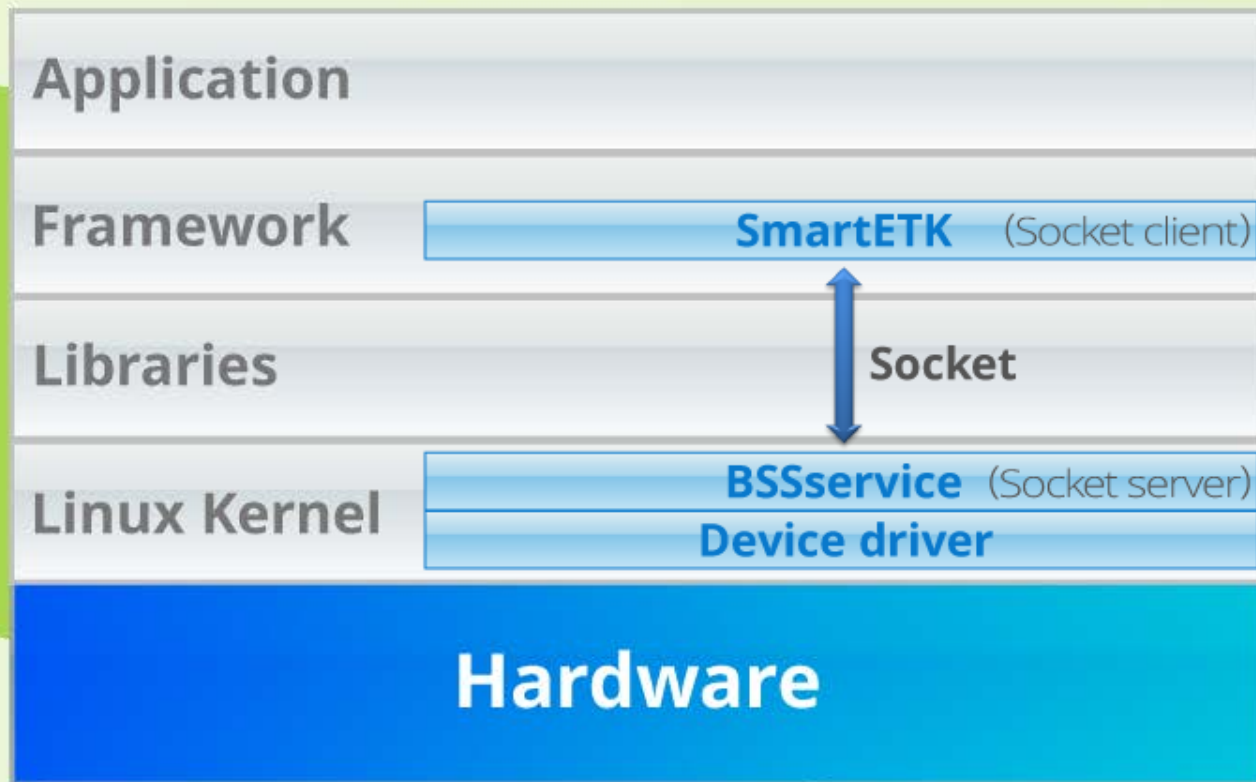 Application
Framework
SmartETK (Socket client)
Libraries
Socket
Linux Kernel
BSSservice (Socket server)
Device driver
Hardware